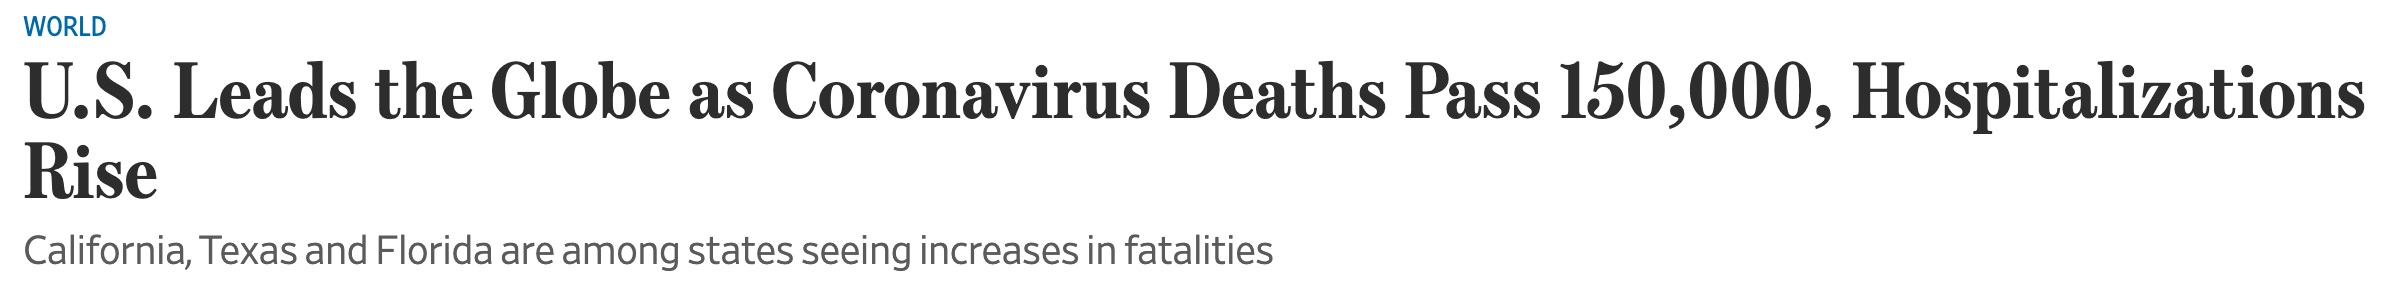 WORLD
U.S. Leads the Globe as Coronavirus Deaths Pass 150,000, Hospitalizations
Rise
California, Texas and Florida are among states seeing increases in fatalities